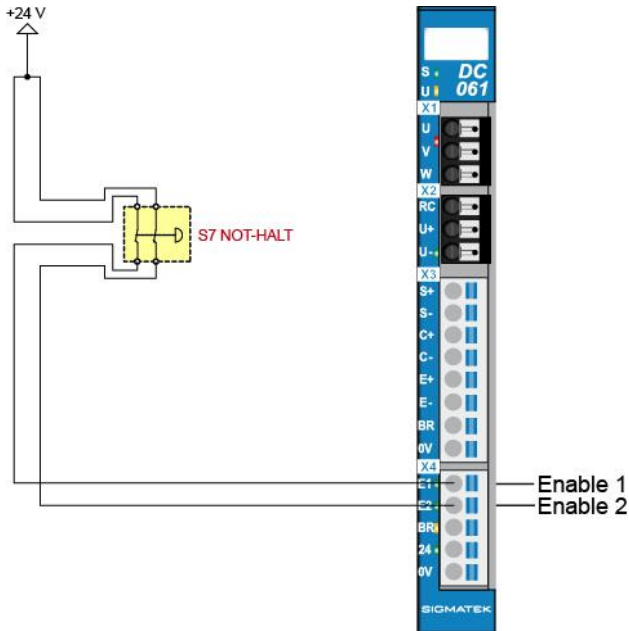 +24 V
S7 NOT-HALT
S
DC
U
061
X1
U
V
W
X2
RC
U+
U-
X3
S+
S-
C+
C-
E+
E-
BR
0V
X4
E1
Enable 1
E2
Enable 2
BR
24
0V
SIGMATEK